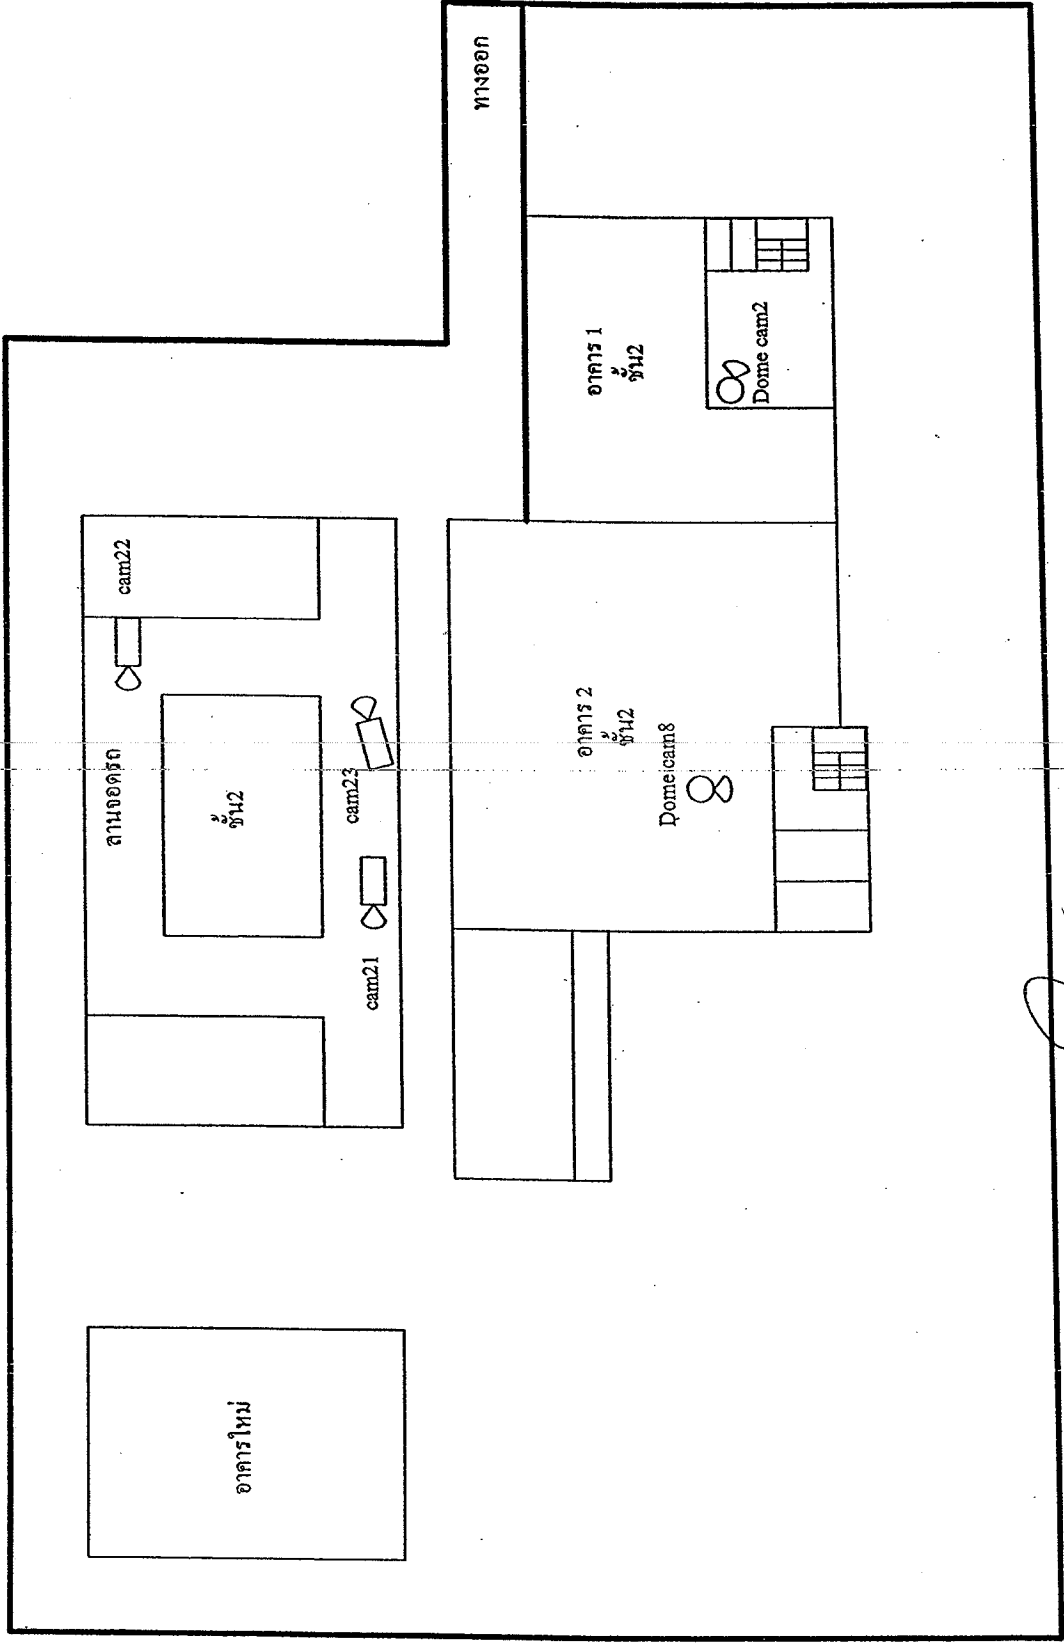 ลานจอดรถ
cam22
อาคารใหม่
ชั้น2
cam21
cam23
ทางออก
อาคาร 2
ชั้น2
อาคาร 1
ชั้น2
Dome cam8
Dome cam2